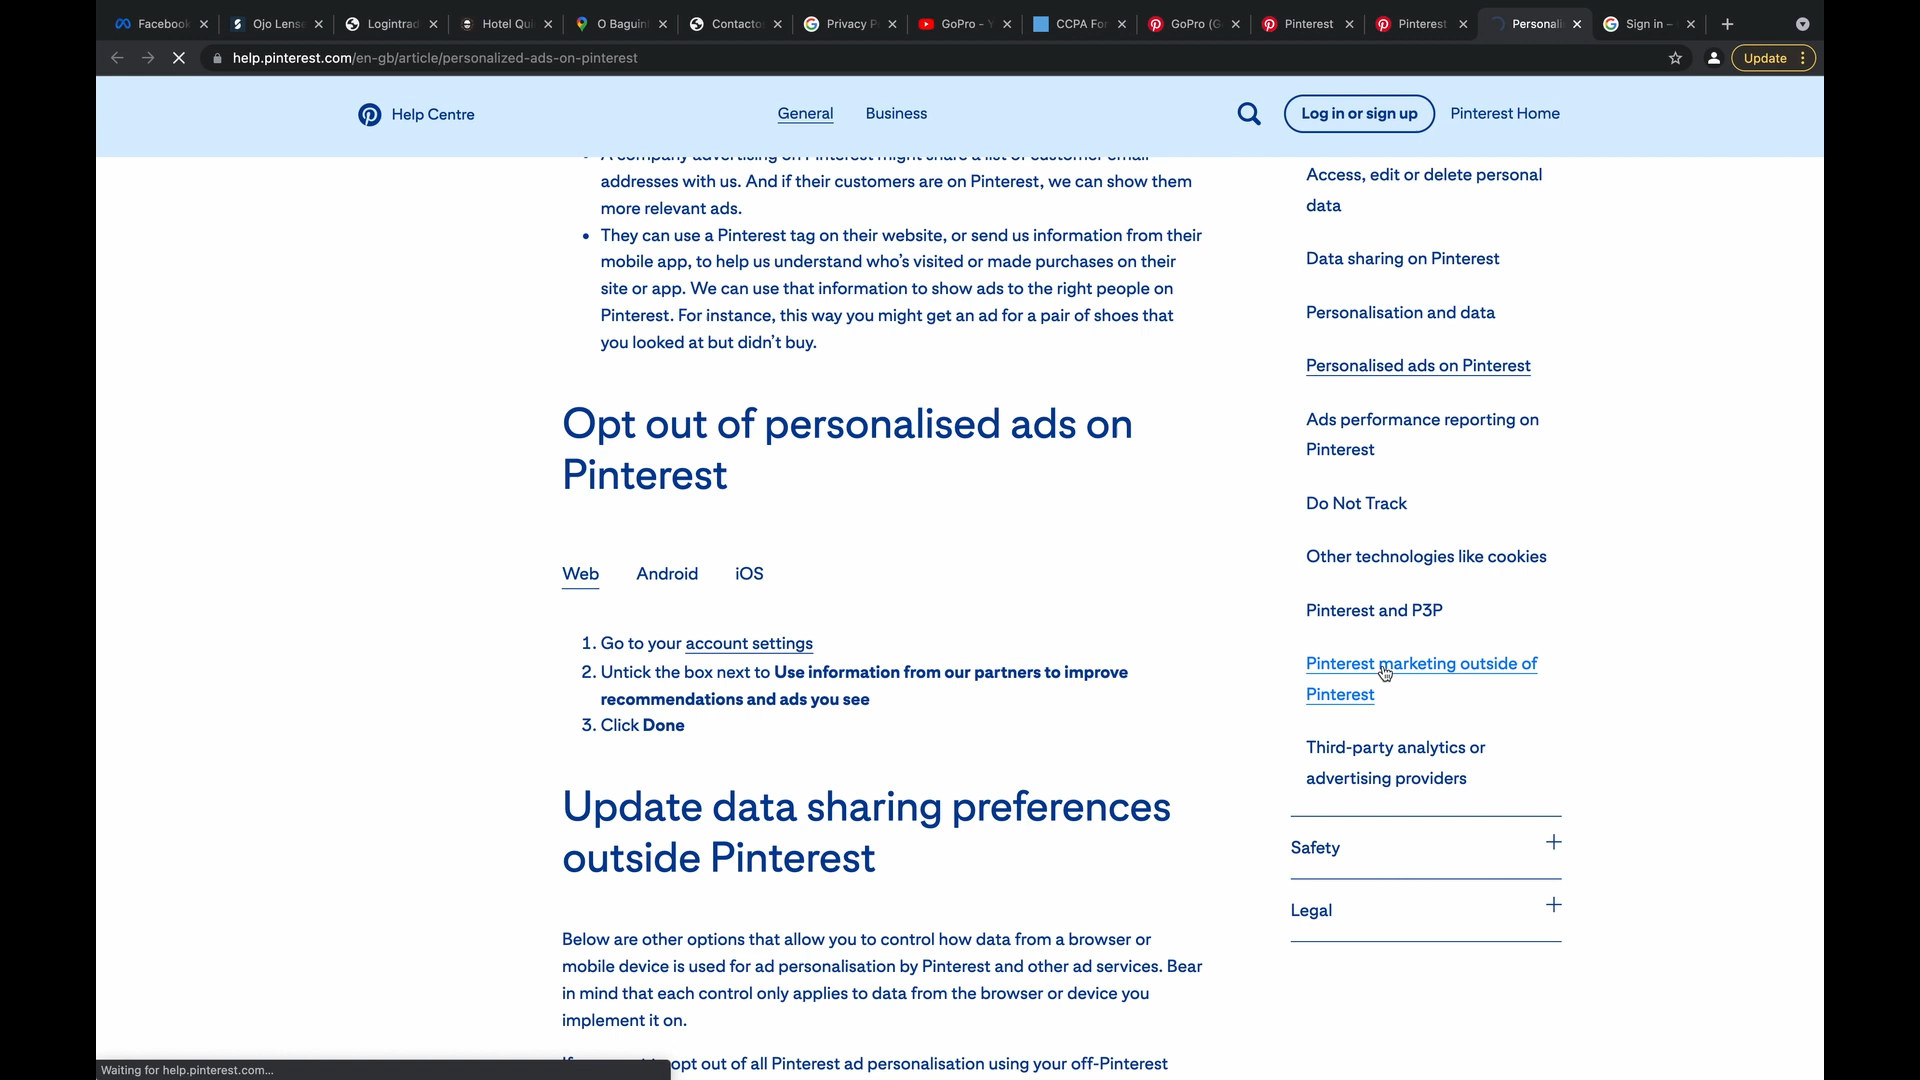 Facebook
Ojo Lense
Logintrad
Hotel Qui
O Baguin
Contacto
Privacy P
GoPro - Y
CCPA For
GoPro (G
Pinterest
Pinterest
Personali
Sign in –
help.pinterest.com/en-gb/article/personalized-ads-on-pinterest
Update
Help Centre
General
Business
Log in or sign up
Pinterest Home
A company advertising on Pinterest might share a list of customer email
addresses with us. And if their customers are on Pinterest, we can show them
more relevant ads.
They can use a Pinterest tag on their website, or send us information from their
mobile app, to help us understand who’s visited or made purchases on their
site or app. We can use that information to show ads to the right people on
Pinterest. For instance, this way you might get an ad for a pair of shoes that
you looked at but didn’t buy.
Opt out of personalised ads on
Pinterest
Web
Android
iOS
1. Go to your account settings
2. Untick the box next to Use information from our partners to improve
recommendations and ads you see
3. Click Done
Update data sharing preferences
outside Pinterest
Below are other options that allow you to control how data from a browser or
mobile device is used for ad personalisation by Pinterest and other ad services. Bear
in mind that each control only applies to data from the browser or device you
implement it on.
opt out of all Pinterest ad personalisation using your off-Pinterest
Access, edit or delete personal
data
Data sharing on Pinterest
Personalisation and data
Personalised ads on Pinterest
Ads performance reporting on
Pinterest
Do Not Track
Other technologies like cookies
Pinterest and P3P
Pinterest marketing outside of
Pinterest
Third-party analytics or
advertising providers
Safety
Legal
Waiting for help.pinterest.com...